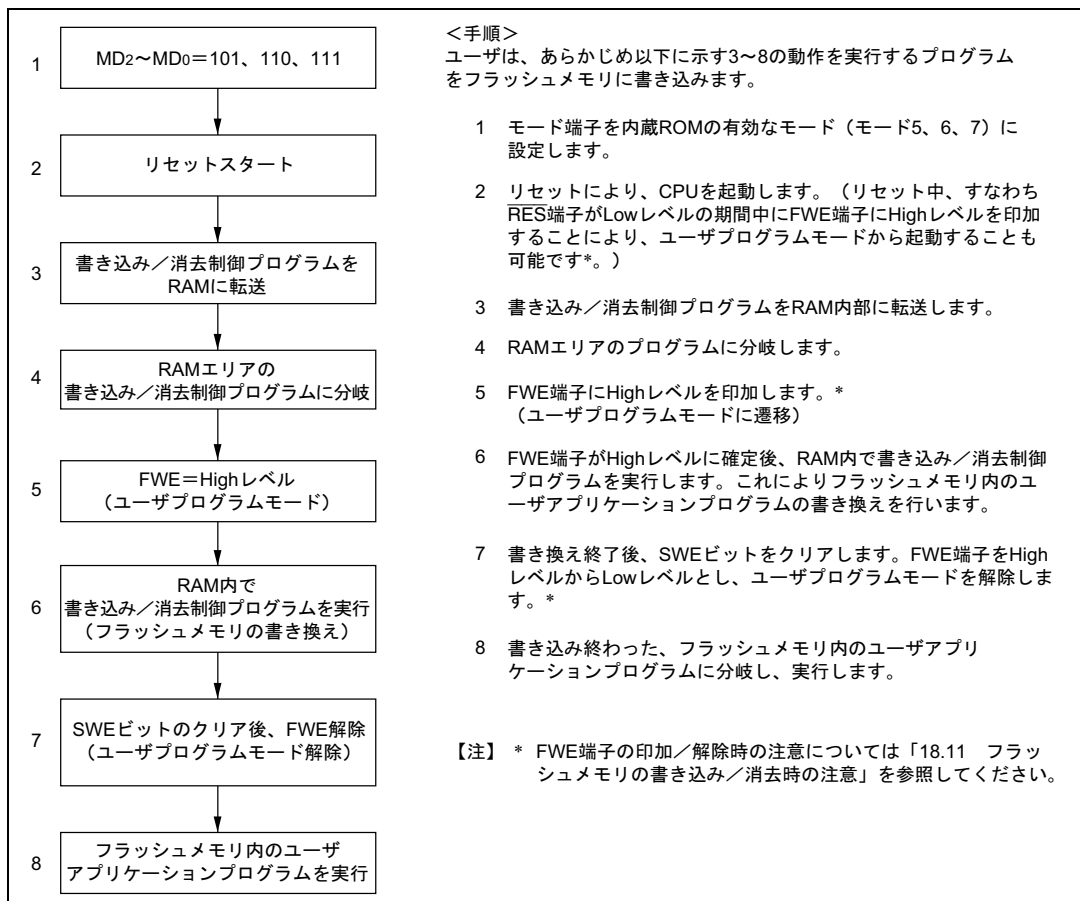 1
MD2～MD0＝101、110、111
2
リセットスタート
3
書き込み／消去制御プログラムを
RAMに転送
4
RAMエリアの
書き込み／消去制御プログラムに分岐
5
FWE＝Highレベル
（ユーザプログラムモード）
6
RAM内で
書き込み／消去制御プログラムを実行
（フラッシュメモリの書き換え）
7
SWEビットのクリア後、FWE解除
（ユーザプログラムモード解除）
8
フラッシュメモリ内のユーザ
アプリケーションプログラムを実行
＜手順＞
ユーザは、あらかじめ以下に示す3～8の動作を実行するプログラム
をフラッシュメモリに書き込みます。
1 モード端子を内蔵ROMの有効なモード（モード5、6、7）に
設定します。
2 リセットにより、CPUを起動します。（リセット中、すなわち
RES端子がLowレベルの期間中にFWE端子にHighレベルを印加
することにより、ユーザプログラムモードから起動することも
可能です*。）
3 書き込み／消去制御プログラムをRAM内部に転送します。
4 RAMエリアのプログラムに分岐します。
5 FWE端子にHighレベルを印加します。*
（ユーザプログラムモードに遷移）
6 FWE端子がHighレベルに確定後、RAM内で書き込み／消去制御
プログラムを実行します。これによりフラッシュメモリ内のユ
ーザアプリケーションプログラムの書き換えを行います。
7 書き換え終了後、SWEビットをクリアします。FWE端子をHigh
レベルからLowレベルとし、ユーザプログラムモードを解除しま
す。*
8 書き込み終わった、フラッシュメモリ内のユーザアプリ
ケーションプログラムに分岐し、実行します。
【注】 * FWE端子の印加／解除時の注意については「18.11 フラッ
シュメモリの書き込み／消去時の注意」を参照してください。